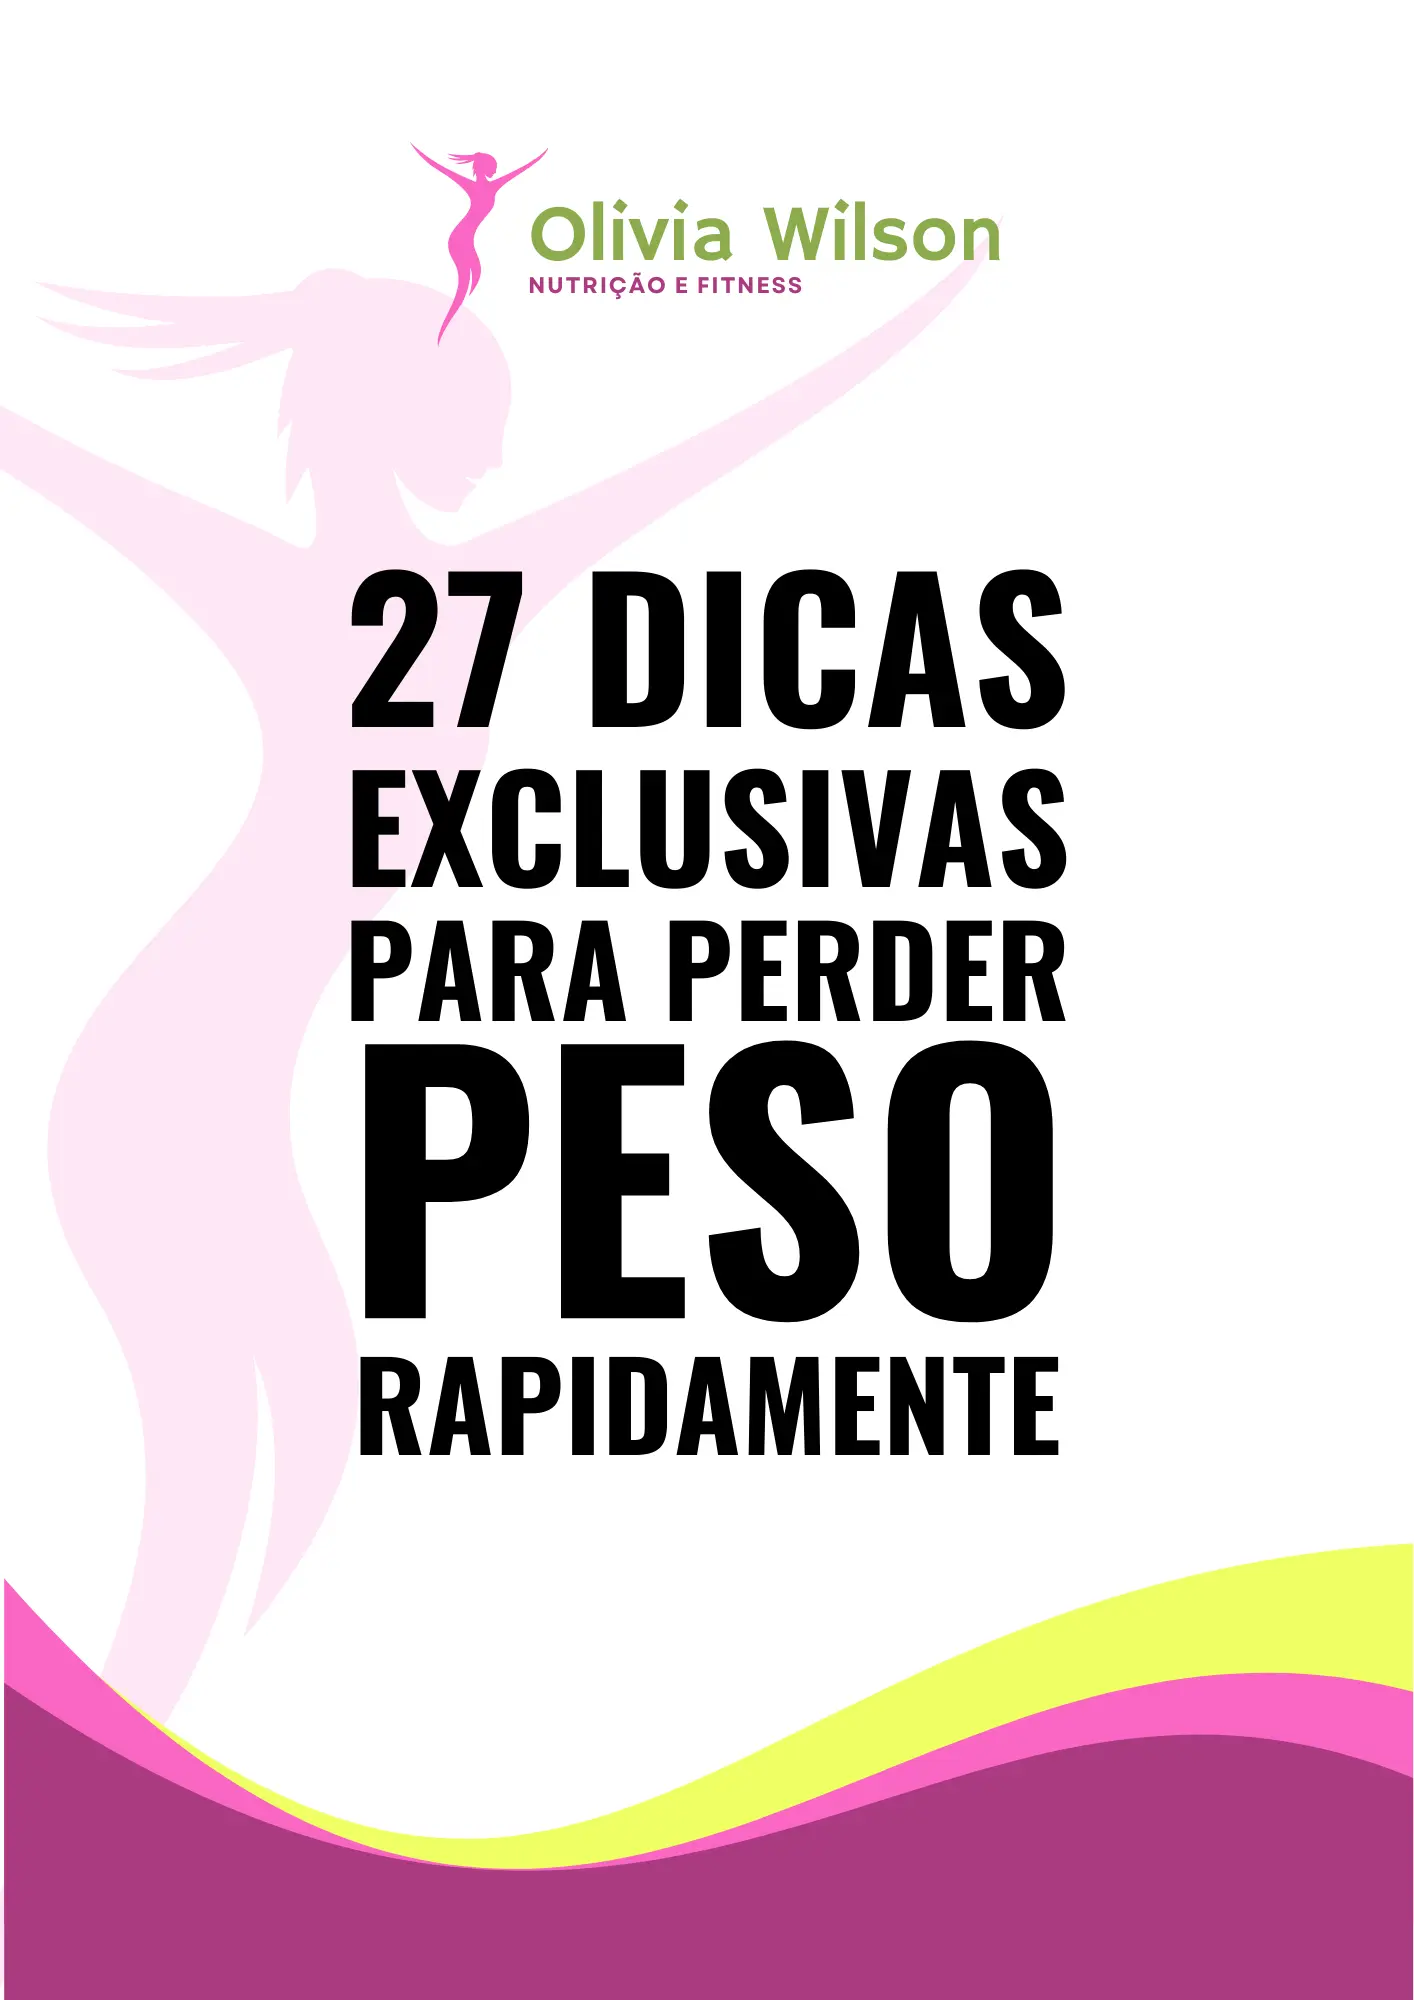 Olivia Wilson
NUTRIÇÃO E FITNESS
27 DICAS
EXCLUSIVAS
PARA PERDER
PESO
RAPIDAMENTE